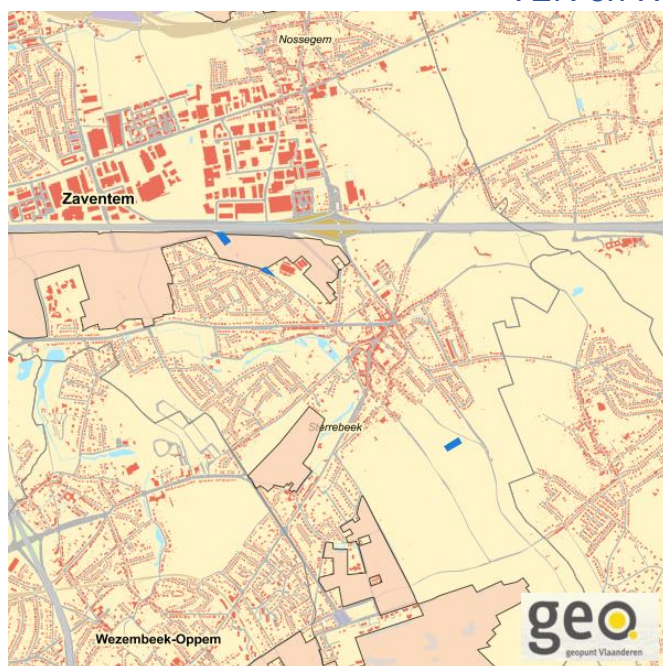 Nossegem
Zaventem
Sterrebeek
Wezembeek-Oppem
geo.
geopunt Vlaanderen